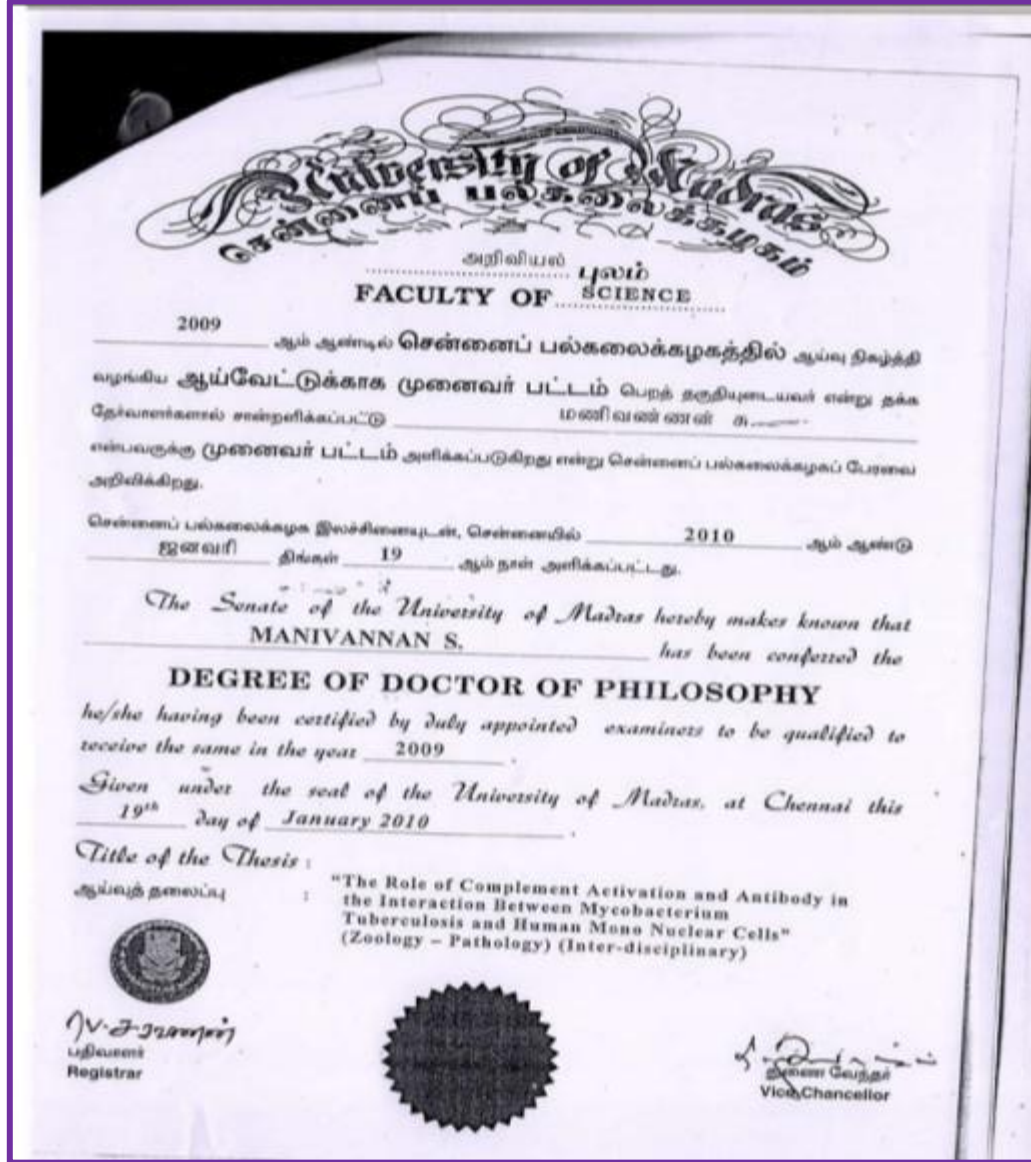 University of Madras
சென்னைப் பல்கலைக்கழகம்
அறிவியல் புலம்
FACULTY OF SCIENCE
2009 ஆம் ஆண்டில் சென்னைப் பல்கலைக்கழகத்தில் ஆய்வு நிகழ்த்தி
வழங்கிய ஆய்வேட்டுக்காக முனைவர் பட்டம் பெறத் தகுதியுடையவர் என்று தக்க
தேர்வாளர்களால் சான்றளிக்கப்பட்டு மணிவண்ணன் சு
என்பவருக்கு முனைவர் பட்டம் அளிக்கப்படுகிறது என்று சென்னைப் பல்கலைக்கழகப் பேரவை
அறிவிக்கிறது.
சென்னைப் பல்கலைக்கழக இலச்சினையுடன், சென்னையில் 2010 ஆம் ஆண்டு
ஜனவரி திங்கள் 19 ஆம் நாள் அளிக்கப்பட்டது.
The Senate of the University of Madras hereby makes known that
MANIVANNAN S. has been conferred the
DEGREE OF DOCTOR OF PHILOSOPHY
he/she having been certified by duly appointed examiners to be qualified to
receive the same in the year 2009.
Given under the seal of the University of Madras, at Chennai this
19th day of January 2010.
Title of the Thesis :
ஆய்வுத் தலைப்பு : "The Role of Complement Activation and Antibody in
the Interaction Between Mycobacterium
Tuberculosis and Human Mono Nuclear Cells"
(Zoology – Pathology) (Inter-disciplinary)
பதிவாளர்
Registrar
துணை வேந்தர்
Vice Chancellor